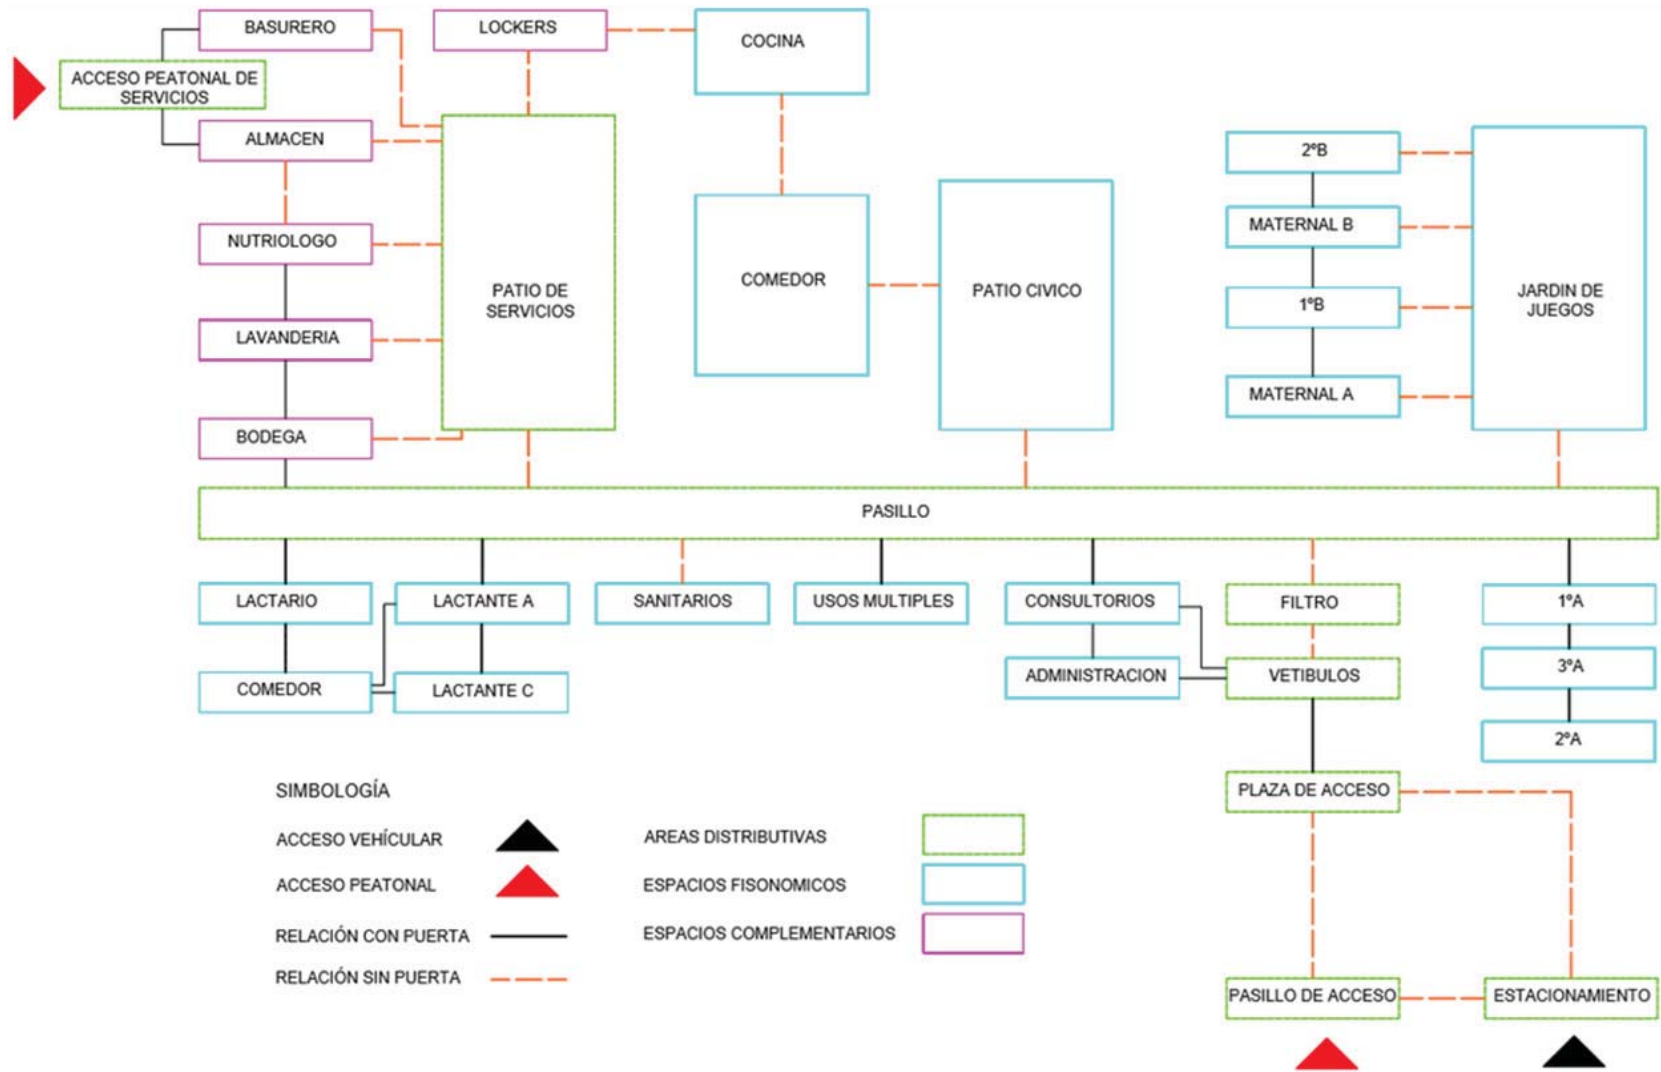 BASURERO
LOCKERS
COCINA
ACCESO PEATONAL DE
SERVICIOS
ALMACEN
2ºB
NUTRIOLOGO
MATERNAL B
PATIO DE
SERVICIOS
COMEDOR
PATIO CIVICO
1ºB
JARDIN DE
JUEGOS
LAVANDERIA
MATERNAL A
BODEGA
PASILLO
LACTARIO
LACTANTE A
SANITARIOS
USOS MULTIPLES
CONSULTORIOS
FILTRO
1ºA
COMEDOR
LACTANTE C
ADMINISTRACION
VETIBULOS
3ºA
2ºA
PLAZA DE ACCESO
SIMBOLOGÍA
ACCESO VEHÍCULAR
AREAS DISTRIBUTIVAS
ACCESO PEATONAL
ESPACIOS FISONOMICOS
RELACIÓN CON PUERTA
ESPACIOS COMPLEMENTARIOS
RELACIÓN SIN PUERTA
PASILLO DE ACCESO
ESTACIONAMIENTO